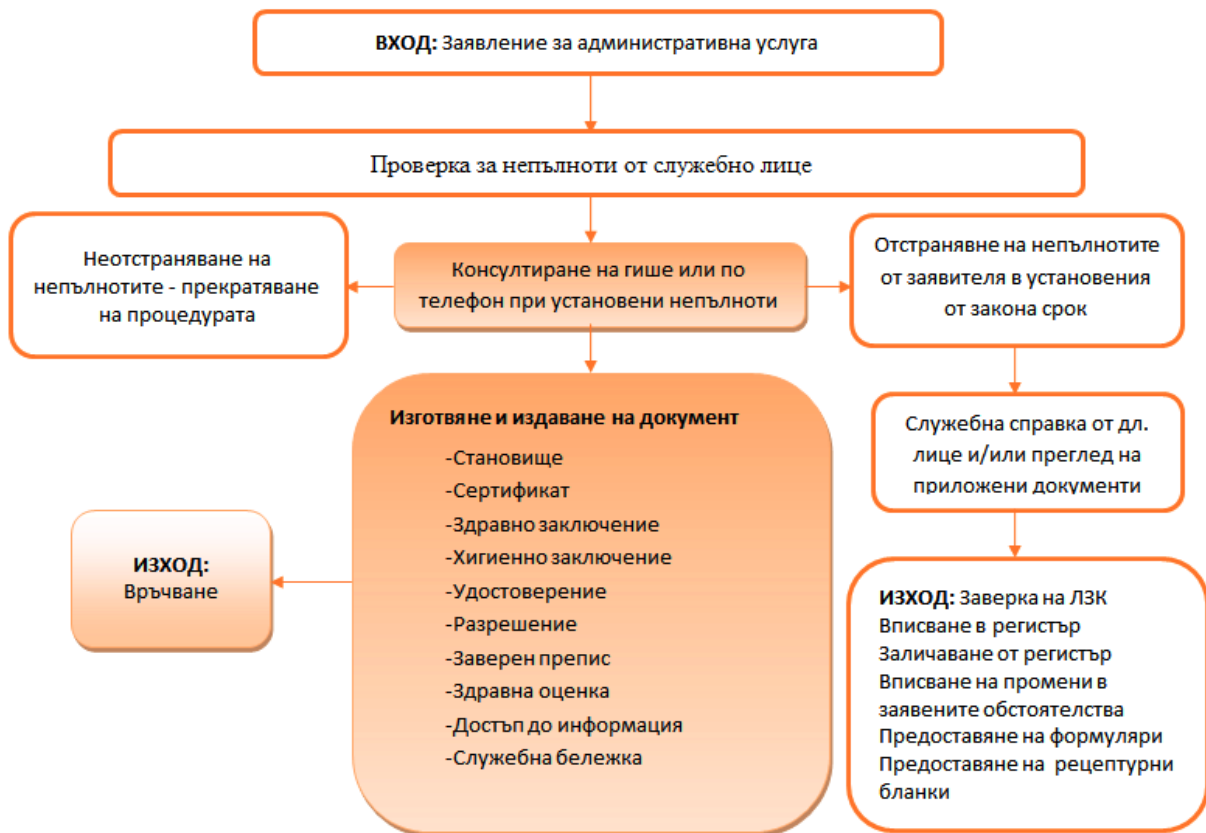 ВХОД: Заявление за административна услуга
Проверка за непълноти от служебно лице
Неотстраняване на
непълнотите - прекратяване
на процедурата
Консултиране на гише или по
телефон при установени непълноти
Отстранявне на непълнотите
от заявителя в установения
от закона срок
Служебна справка от дл.
лице и/или преглед на
приложени документи
Изготвяне и издаване на документ
-Становище
-Сертификат
-Здравно заключение
-Хигиенно заключение
-Удостоверение
-Разрешение
-Заверен препис
-Здравна оценка
-Достъп до информация
-Служебна бележка
ИЗХОД:
Връчване
ИЗХОД: Заверка на ЛЗК
Вписване в регистър
Заличаване от регистър
Вписване на промени в
заявените обстоятелства
Предоставяне на формуляри
Предоставяне на рецептурни
бланки